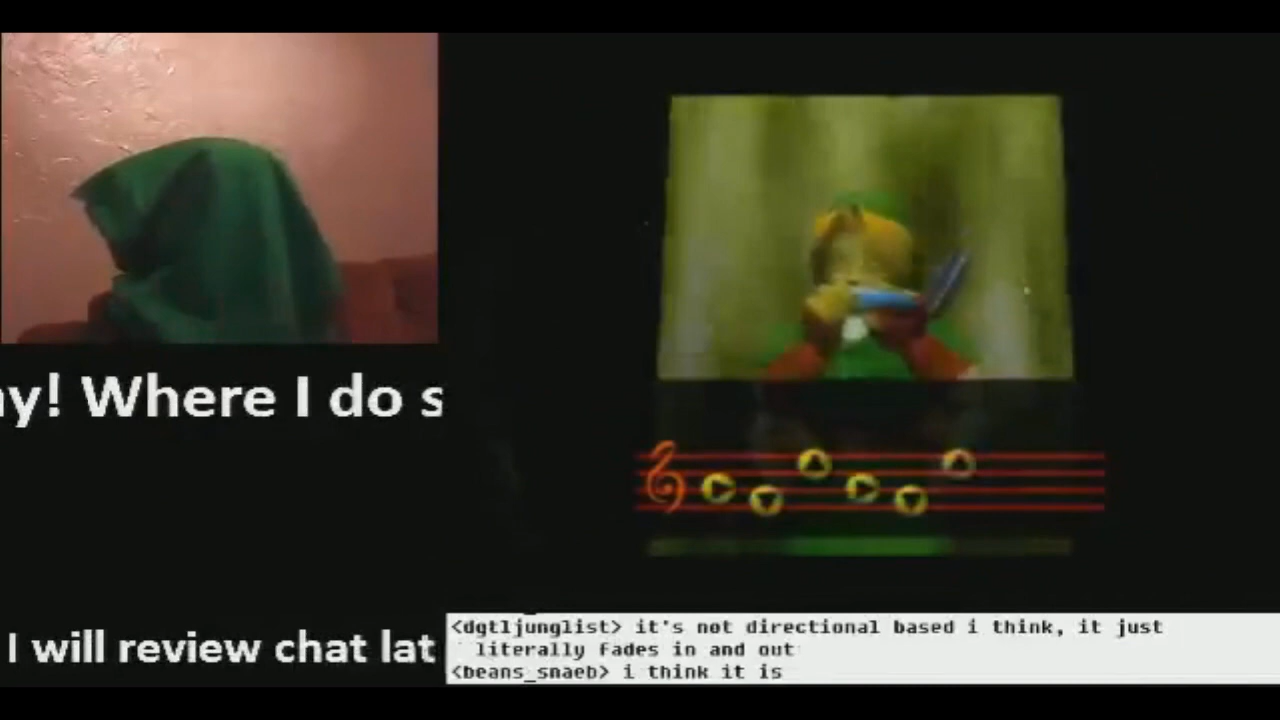 ny! Where I do s
I will review chat lat
<dgtljunglist> it's not directional based i think, it just
literally fades in and out
<beans_snaeb> i think it is